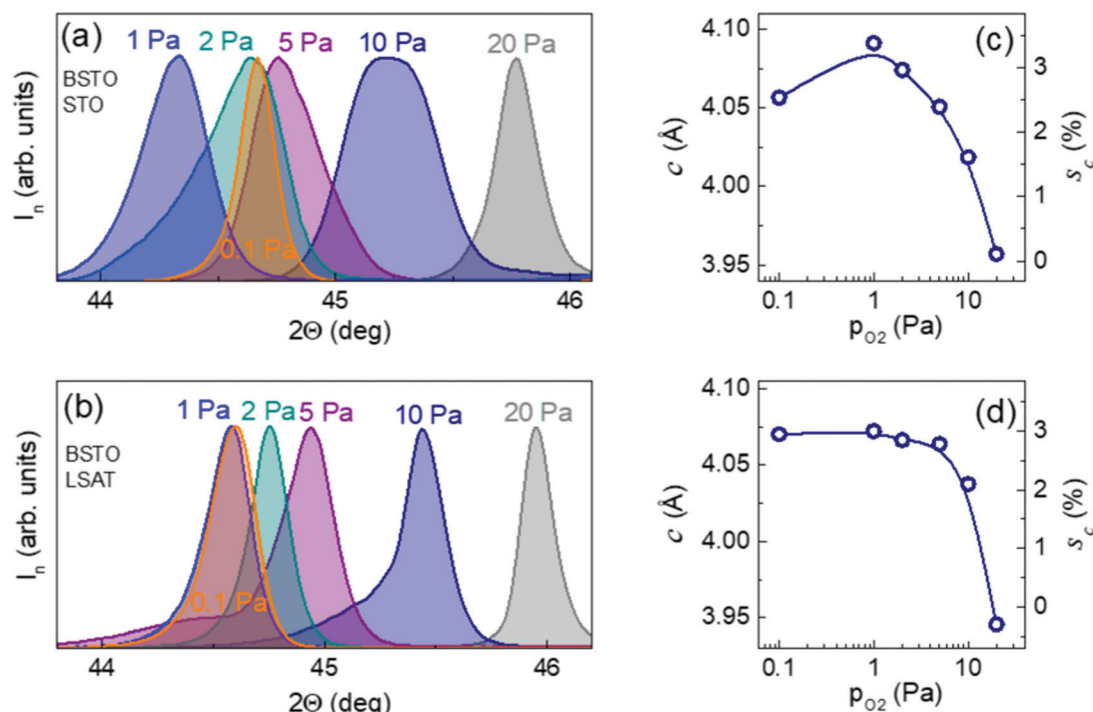 (a)
1 Pa 2 Pa 5 Pa 10 Pa 20 Pa
BSTO
STO
0.1 Pa
I_n (arb. units)
44 45 46
2Θ (deg)
(b)
1 Pa 2 Pa 5 Pa 10 Pa 20 Pa
BSTO
LSAT
0.1 Pa
I_n (arb. units)
44 45 46
2Θ (deg)
(c)
4.10
4.05
4.00
3.95
c (Å)
3
2
1
0
s_c (%)
0.1 1 10
p_O2 (Pa)
(d)
4.10
4.05
4.00
3.95
c (Å)
3
2
1
0
s_c (%)
0.1 1 10
p_O2 (Pa)